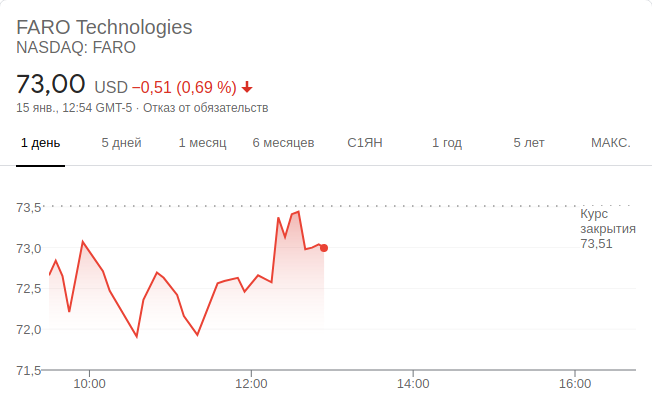 FARO Technologies
NASDAQ: FARO
73,00 USD −0,51 (0,69 %)
15 янв., 12:54 GMT-5 · Отказ от обязательств
1 день 5 дней 1 месяц 6 месяцев С1ЯН 1 год 5 лет МАКС.
73,5
Курс
закрытия
73,51
73,0
72,5
72,0
71,5
10:00 12:00 14:00 16:00